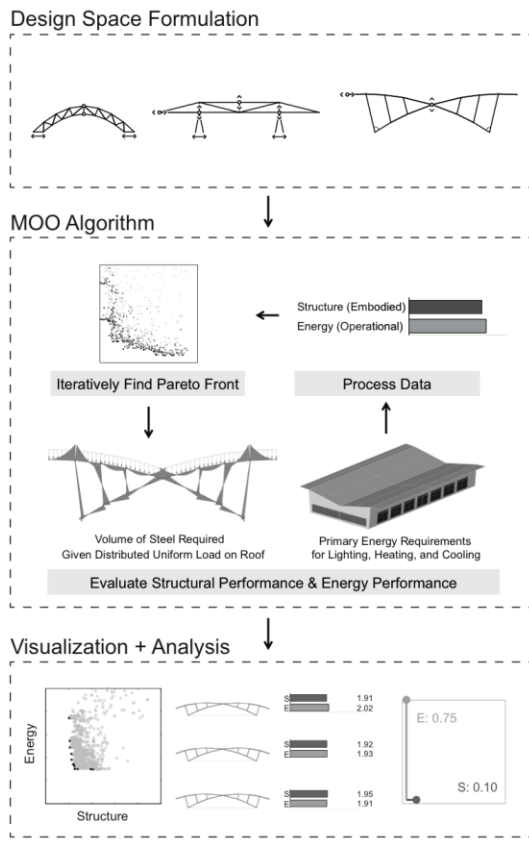 Design Space Formulation
MOO Algorithm
Structure (Embodied)
Energy (Operational)
Iteratively Find Pareto Front
Process Data
Volume of Steel Required
Given Distributed Uniform Load on Roof
Primary Energy Requirements
for Lighting, Heating, and Cooling
Evaluate Structural Performance & Energy Performance
Visualization + Analysis
Energy
Structure
S 1.91
E 2.02
S 1.92
E 1.93
S 1.95
E 1.91
E: 0.75
S: 0.10